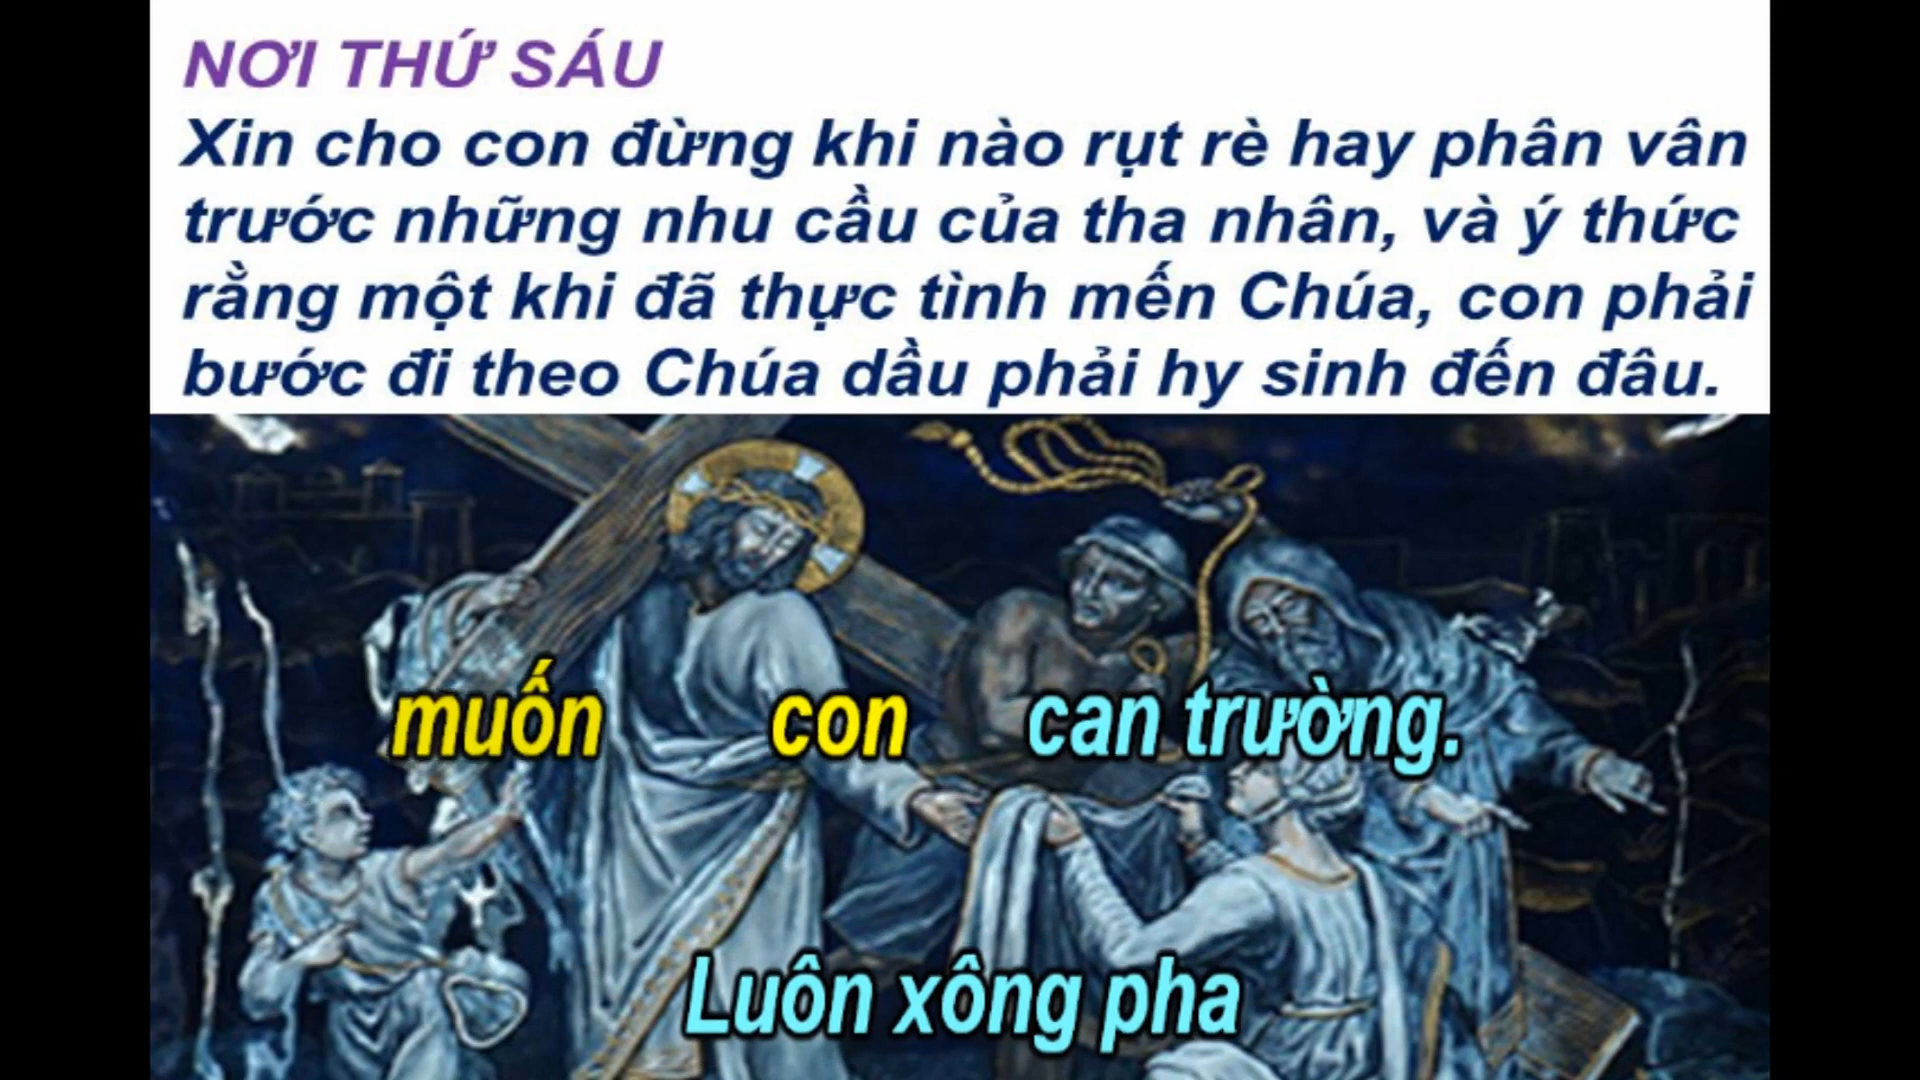 NƠI THỨ SÁU
Xin cho con đừng khi nào rụt rè hay phân vân
trước những nhu cầu của tha nhân, và ý thức
rằng một khi đã thực tình mến Chúa, con phải
bước đi theo Chúa dầu phải hy sinh đến đâu.
muốn con can trường.
Luôn xông pha